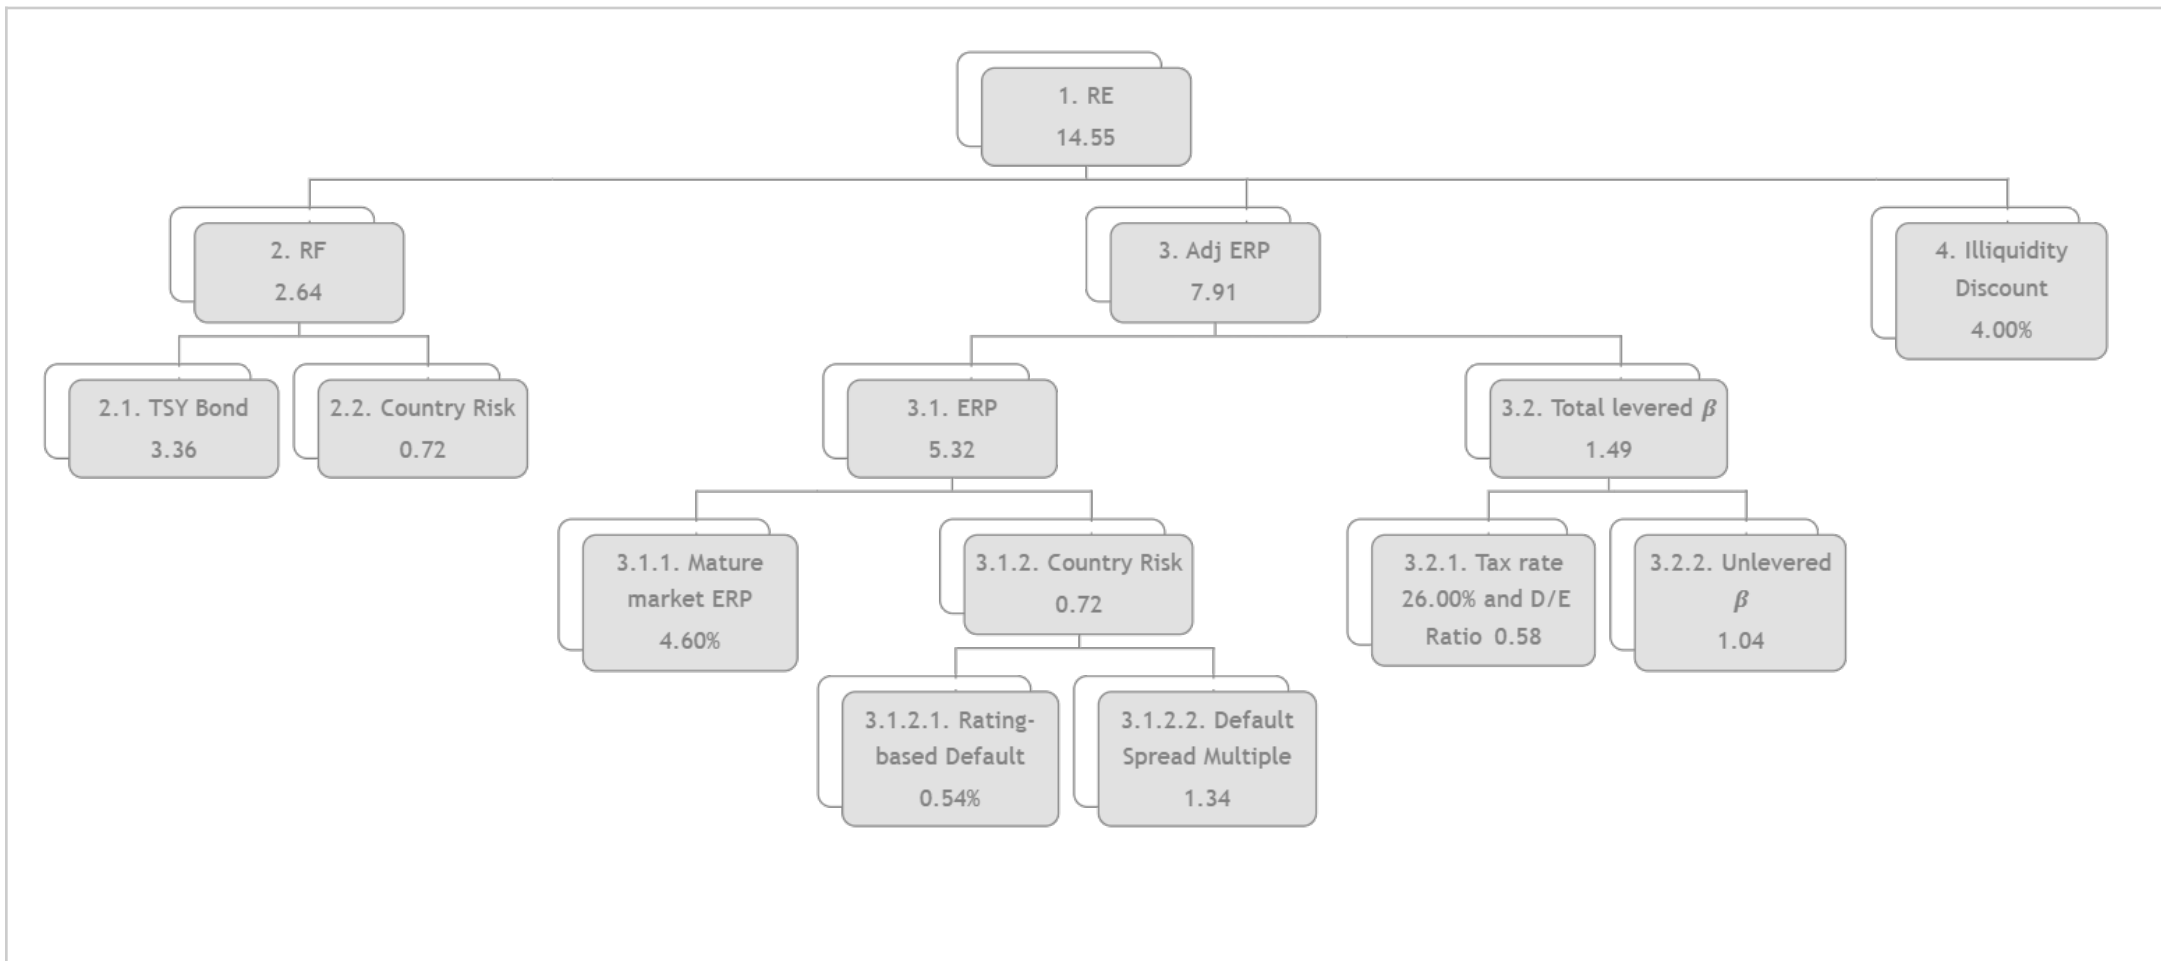 1. RE
14.55
2. RF
2.64
3. Adj ERP
7.91
4. Illiquidity
Discount
4.00%
2.1. TSY Bond
3.36
2.2. Country Risk
0.72
3.1. ERP
5.32
3.2. Total levered β
1.49
3.1.1. Mature
market ERP
4.60%
3.1.2. Country Risk
0.72
3.2.1. Tax rate
26.00% and D/E
Ratio 0.58
3.2.2. Unlevered
β
1.04
3.1.2.1. Rating-
based Default
0.54%
3.1.2.2. Default
Spread Multiple
1.34